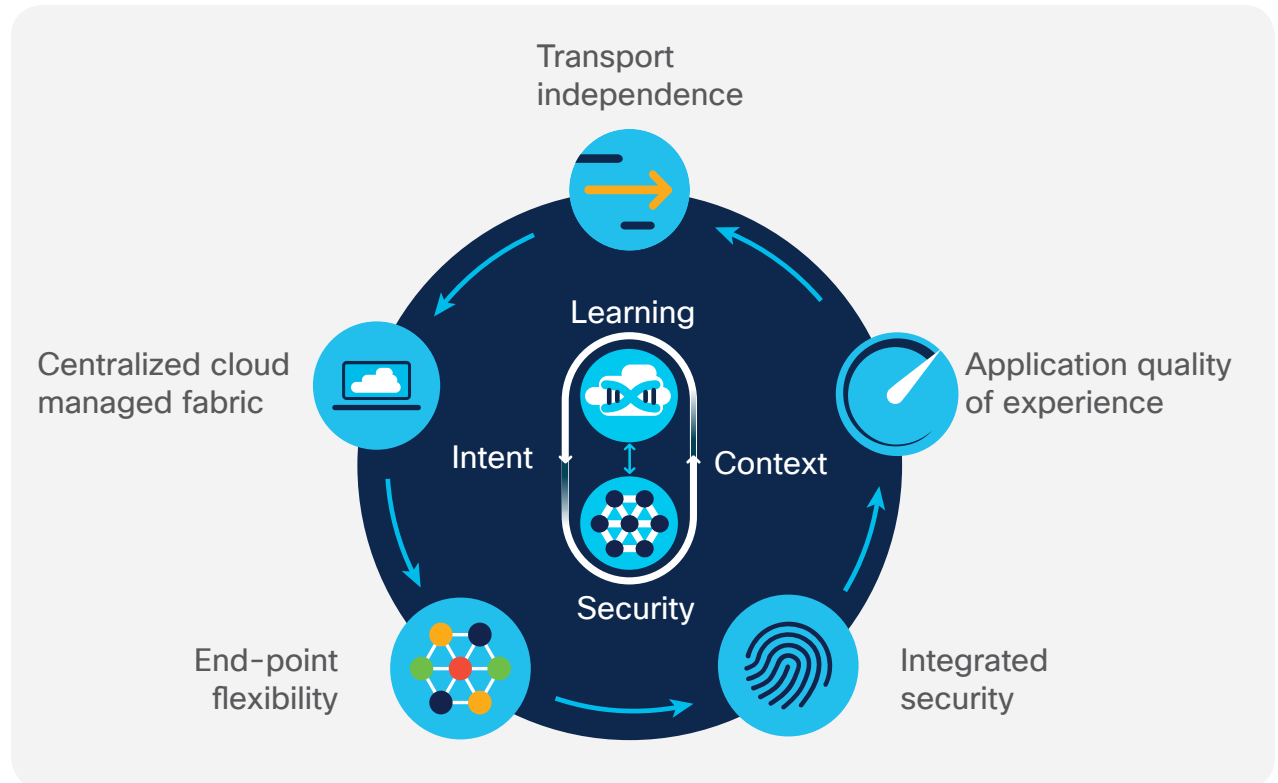 Transport
independence
Learning
Centralized cloud
managed fabric
Application quality
of experience
Intent
Context
Security
End-point
flexibility
Integrated
security